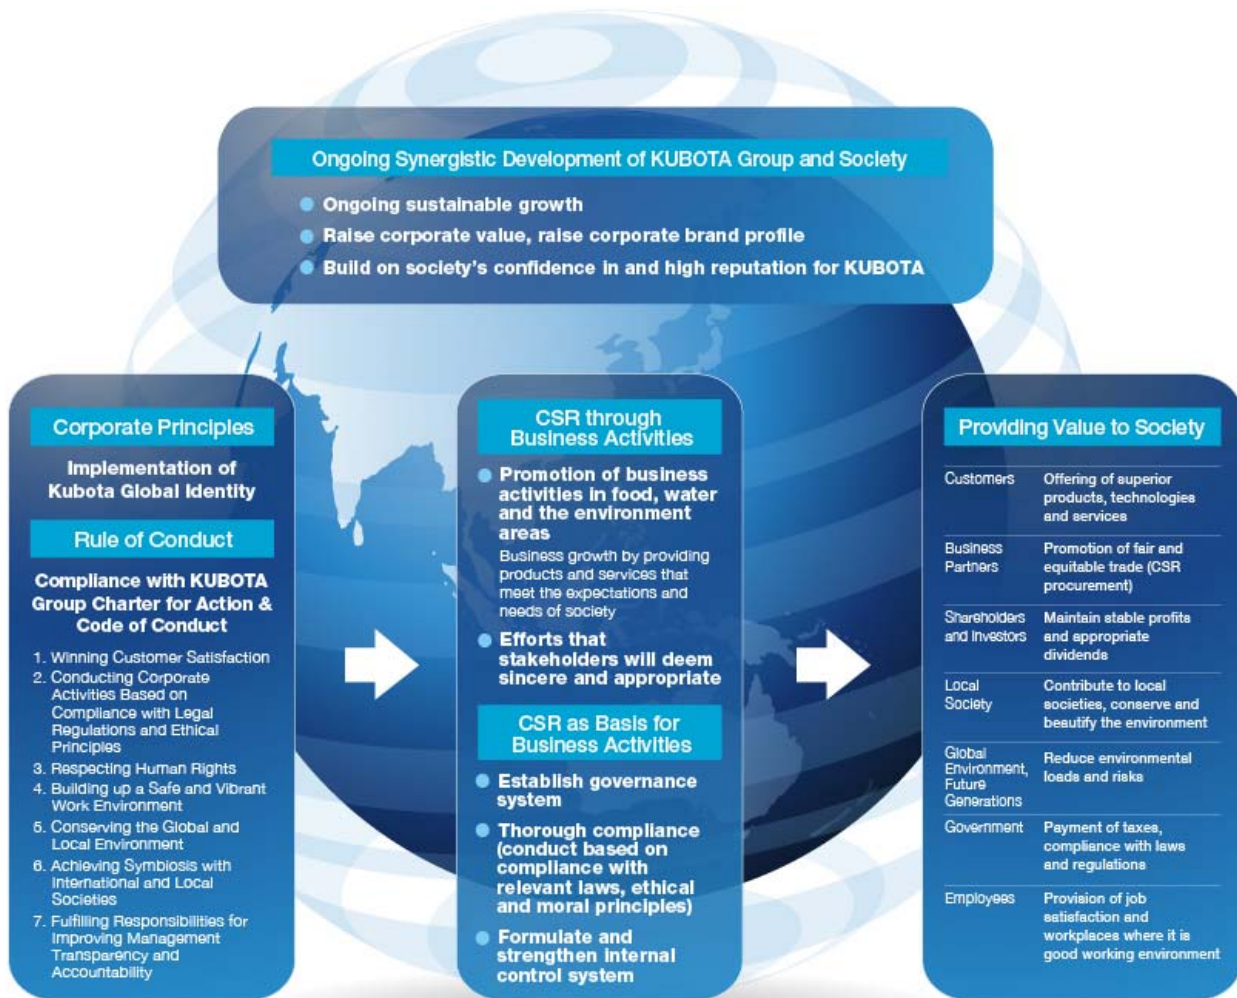 Ongoing Synergistic Development of KUBOTA Group and Society
Ongoing sustainable growth
Raise corporate value, raise corporate brand profile
Build on society's confidence in and high reputation for KUBOTA
Corporate Principles
Implementation of
Kubota Global Identity
Rule of Conduct
Compliance with KUBOTA
Group Charter for Action &
Code of Conduct
1. Winning Customer Satisfaction
2. Conducting Corporate
Activities Based on
Compliance with Legal
Regulations and Ethical
Principles
3. Respecting Human Rights
4. Building up a Safe and Vibrant
Work Environment
5. Conserving the Global and
Local Environment
6. Achieving Symbiosis with
International and Local
Societies
7. Fulfilling Responsibilities for
Improving Management
Transparency and
Accountability
CSR through
Business Activities
Promotion of business
activities in food, water
and the environment
areas
Business growth by providing
products and services that
meet the expectations and
needs of society
Efforts that
stakeholders will deem
sincere and appropriate
CSR as Basis for
Business Activities
Establish governance
system
Thorough compliance
(conduct based on
compliance with
relevant laws, ethical
and moral principles)
Formulate and
strengthen internal
control system
Providing Value to Society
Customers
Offering of superior
products, technologies
and services
Business
Partners
Promotion of fair and
equitable trade (CSR
procurement)
Shareholders
and Investors
Maintain stable profits
and appropriate
dividends
Local
Society
Contribute to local
societies, conserve and
beautify the environment
Global
Environment,
Future
Generations
Reduce environmental
loads and risks
Government
Payment of taxes,
compliance with laws
and regulations
Employees
Provision of job
satisfaction and
workplaces where it is
good working environment